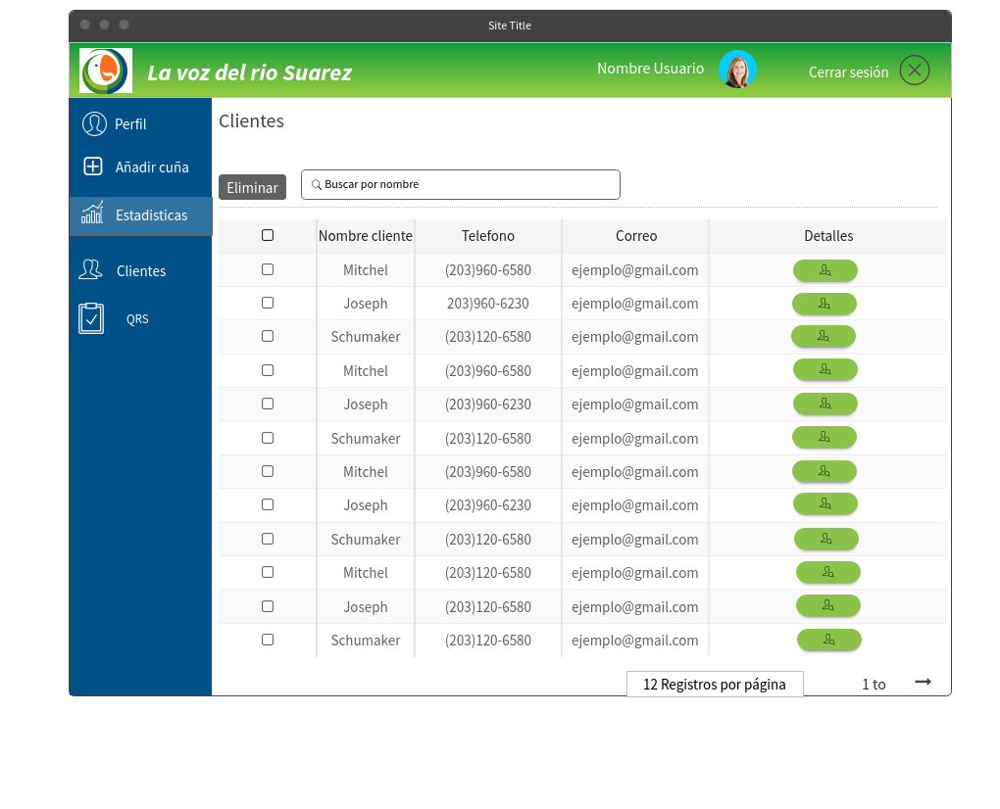 Site Title
La voz del rio Suarez
Nombre Usuario
Cerrar sesión
Perfil
Añadir cuña
Estadisticas
Clientes
QRS
Clientes
Eliminar
Buscar por nombre
Nombre cliente Telefono Correo Detalles
Mitchel (203)960-6580 ejemplo@gmail.com
Joseph 203)960-6230 ejemplo@gmail.com
Schumaker (203)120-6580 ejemplo@gmail.com
Mitchel (203)960-6580 ejemplo@gmail.com
Joseph (203)960-6230 ejemplo@gmail.com
Schumaker (203)120-6580 ejemplo@gmail.com
Mitchel (203)960-6580 ejemplo@gmail.com
Joseph (203)960-6230 ejemplo@gmail.com
Schumaker (203)120-6580 ejemplo@gmail.com
Mitchel (203)120-6580 ejemplo@gmail.com
Joseph (203)120-6580 ejemplo@gmail.com
Schumaker (203)120-6580 ejemplo@gmail.com
12 Registros por página
1 to